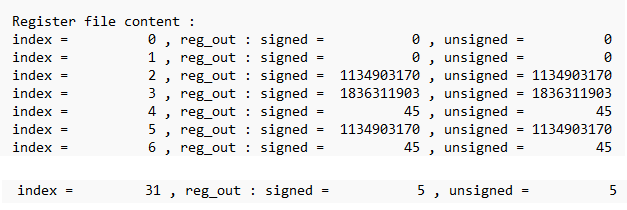 Register file content :
index =          0 , reg_out : signed =           0 , unsigned =          0
index =          1 , reg_out : signed =           0 , unsigned =          0
index =          2 , reg_out : signed =  1134903170 , unsigned = 1134903170
index =          3 , reg_out : signed =  1836311903 , unsigned = 1836311903
index =          4 , reg_out : signed =          45 , unsigned =         45
index =          5 , reg_out : signed =  1134903170 , unsigned = 1134903170
index =          6 , reg_out : signed =          45 , unsigned =         45
index =         31 , reg_out : signed =           5 , unsigned =          5